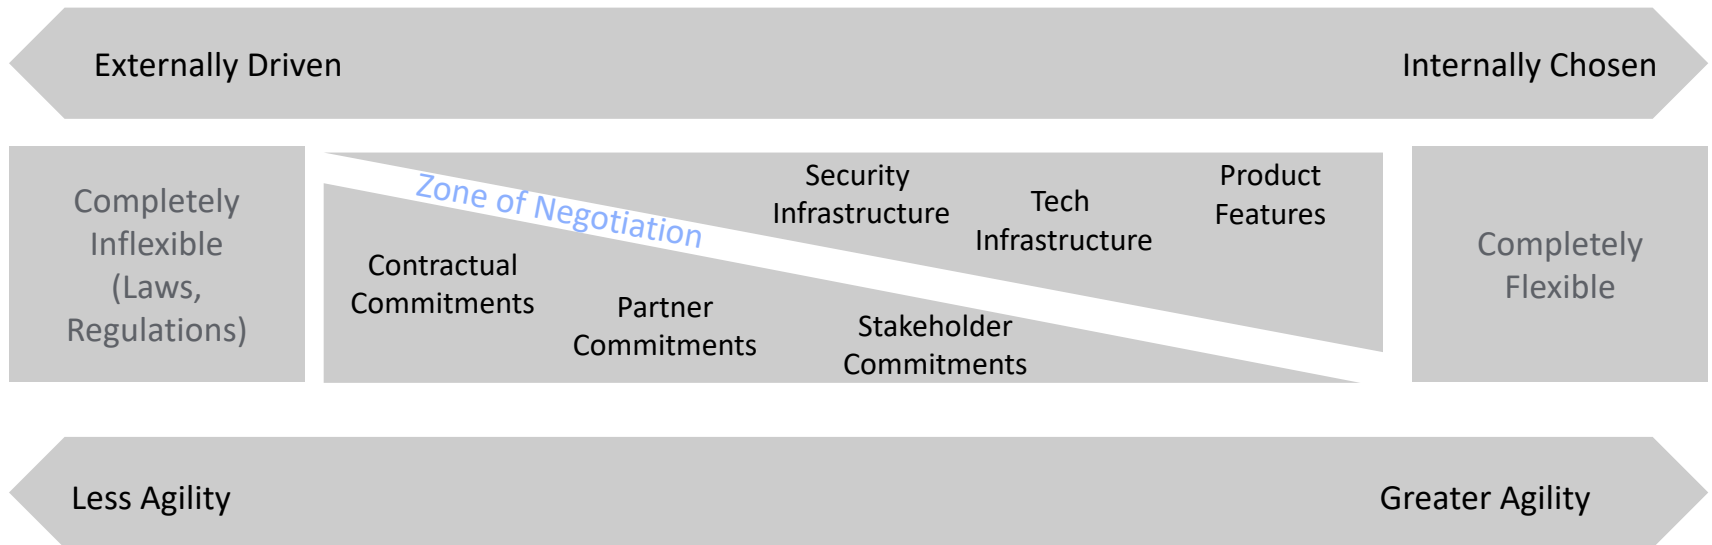 Externally Driven
Internally Chosen
Completely
Inflexible
(Laws,
Regulations)
Zone of Negotiation
Contractual
Commitments
Partner
Commitments
Stakeholder
Commitments
Security
Infrastructure
Tech
Infrastructure
Product
Features
Completely
Flexible
Less Agility
Greater Agility